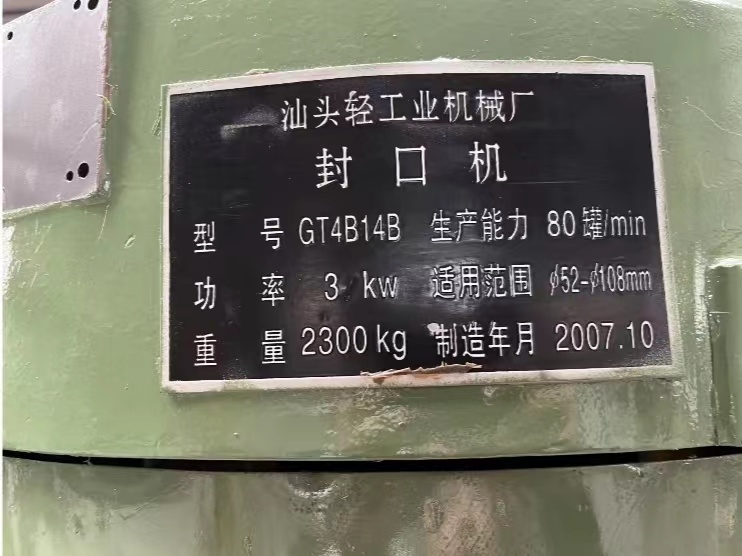 汕头轻工业机械厂
封口机
型号 GT4B14B 生产能力 80罐/min
功率 3 kw 适用范围 φ52-φ108mm
重量 2300kg 制造年月 2007.10